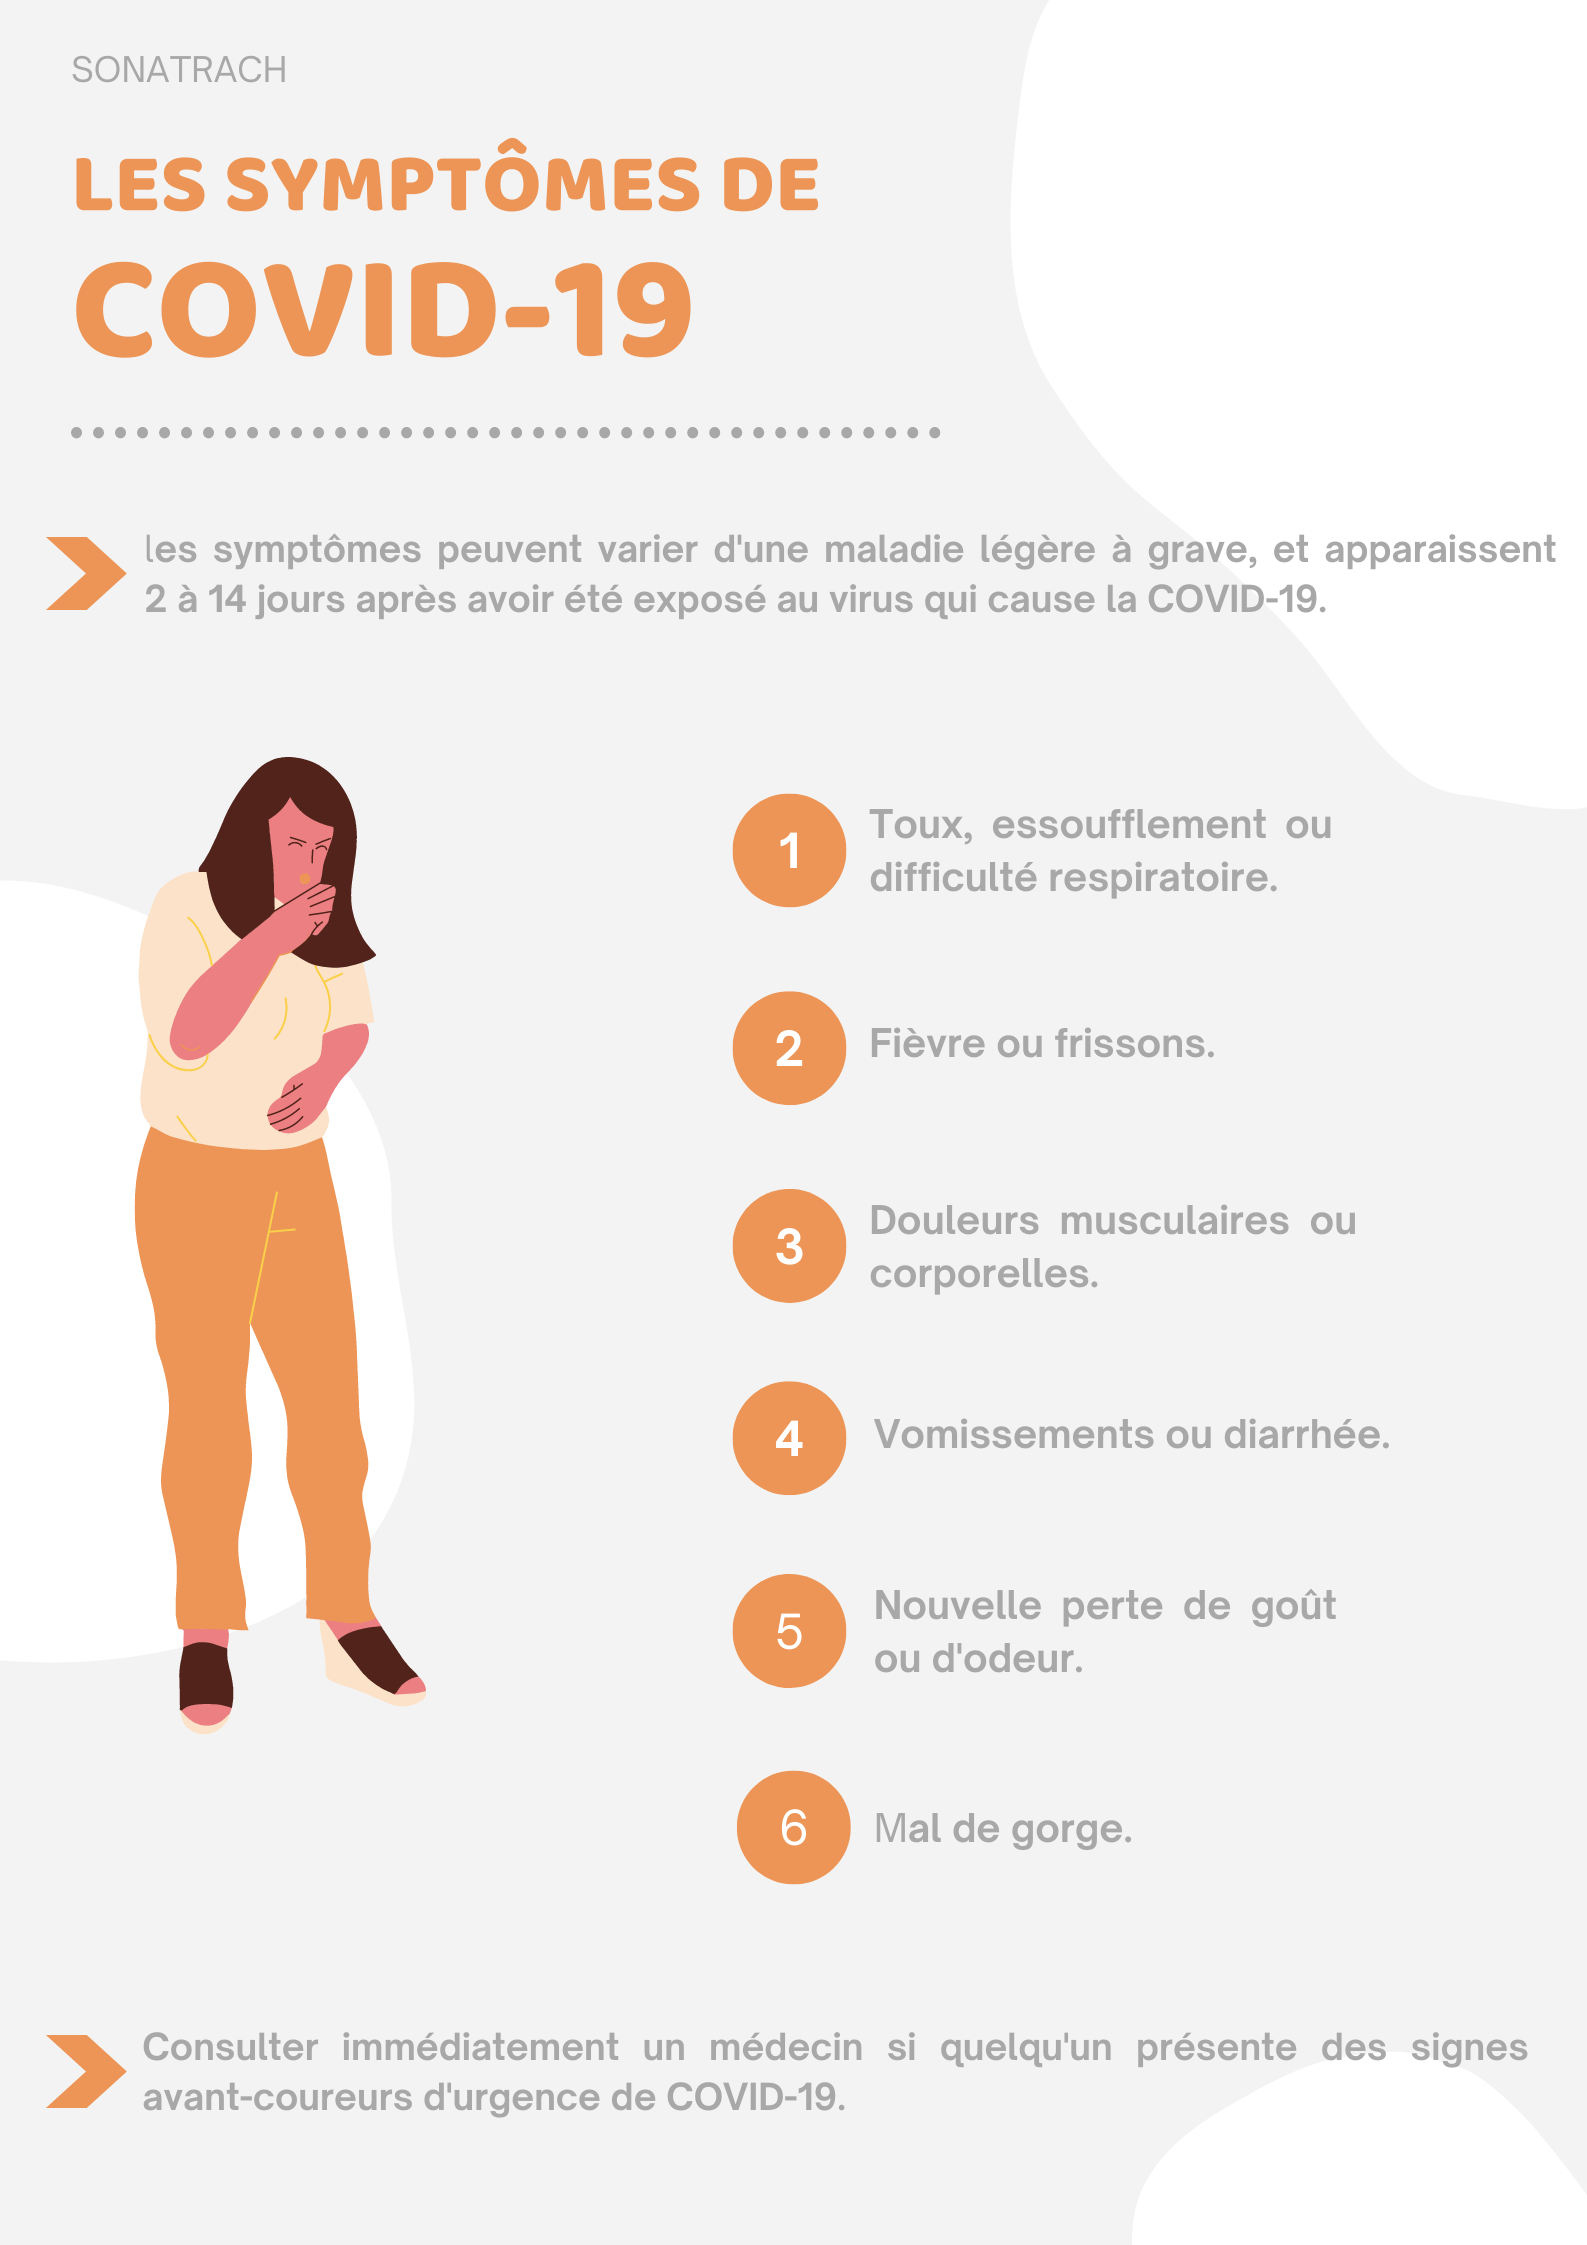 SONATRACH
LES SYMPTÔMES DE
COVID-19
les symptômes peuvent varier d'une maladie légère à grave, et apparaissent
2 à 14 jours après avoir été exposé au virus qui cause la COVID-19.
1
Toux, essoufflement ou
difficulté respiratoire.
2
Fièvre ou frissons.
3
Douleurs musculaires ou
corporelles.
4
Vomissements ou diarrhée.
5
Nouvelle perte de goût
ou d'odeur.
6
Mal de gorge.
Consulter immédiatement un médecin si quelqu'un présente des signes
avant-coureurs d'urgence de COVID-19.